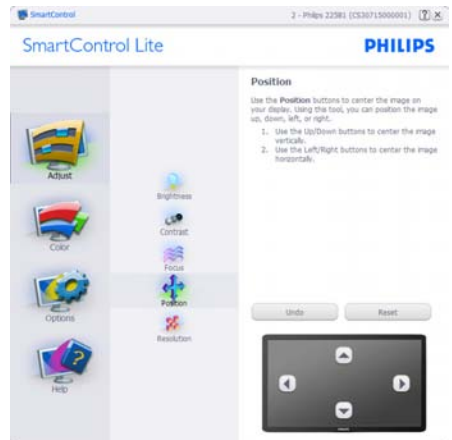 SmartControl
2 - Philips 225B1 (CS30715000001)
SmartControl Lite
PHILIPS
Adjust
Color
Options
Help
Brightness
Contrast
Focus
Position
Resolution
Position
Use the Position buttons to center the image on
your display. Using this tool, you can position the image
up, down, left, or right.
1. Use the Up/Down buttons to center the image
vertically.
2. Use the Left/Right buttons to center the image
horizontally.
Undo
Reset